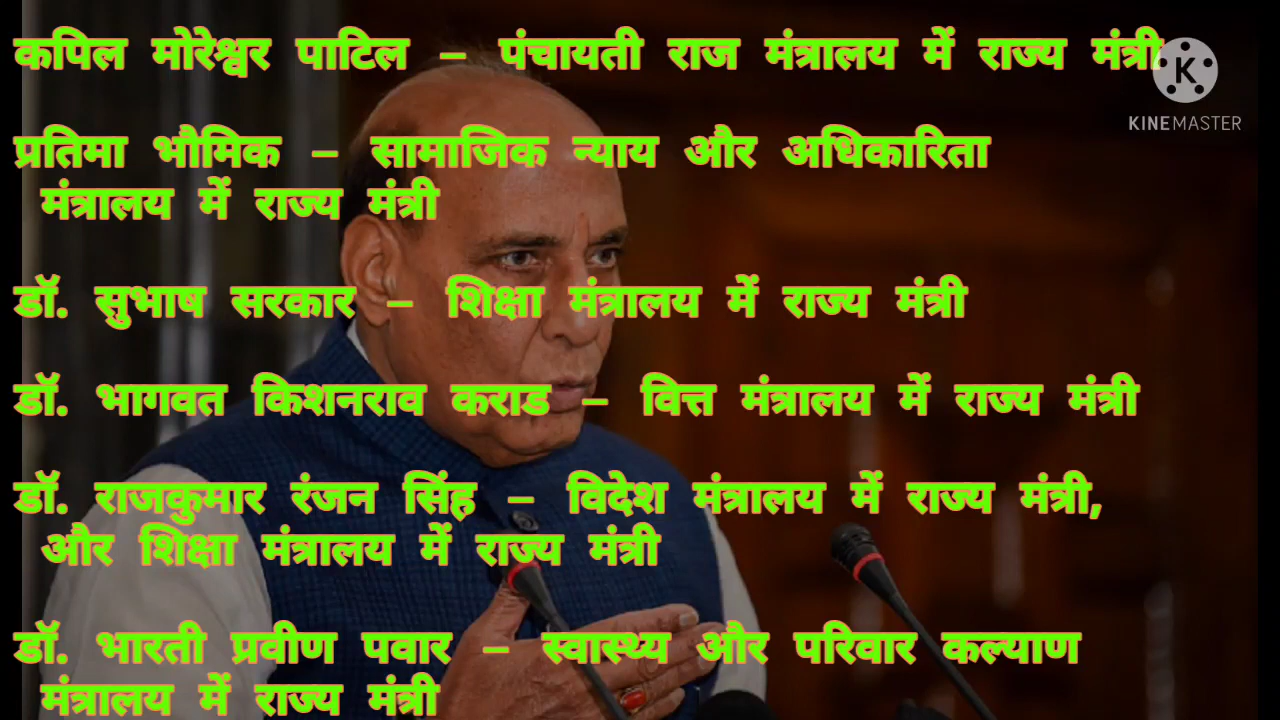 कपिल मोरेश्वर पाटिल – पंचायती राज मंत्रालय में राज्य मंत्री
KINEMASTER
प्रतिमा भौमिक – सामाजिक न्याय और अधिकारिता
मंत्रालय में राज्य मंत्री
डॉ. सुभाष सरकार – शिक्षा मंत्रालय में राज्य मंत्री
डॉ. भागवत किशनराव कराड – वित्त मंत्रालय में राज्य मंत्री
डॉ. राजकुमार रंजन सिंह – विदेश मंत्रालय में राज्य मंत्री,
और शिक्षा मंत्रालय में राज्य मंत्री
डॉ. भारती प्रवीण पवार – स्वास्थ्य और परिवार कल्याण
मंत्रालय में राज्य मंत्री